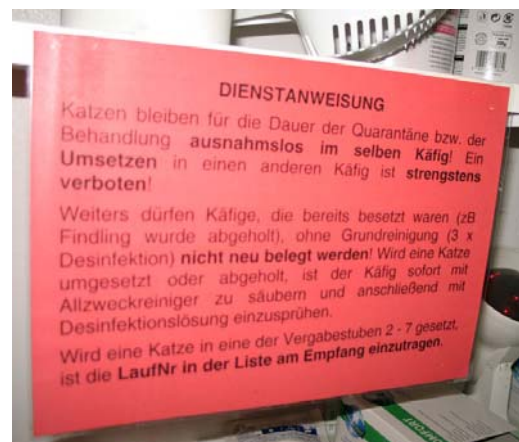 DIENSTANWEISUNG
Katzen bleiben für die Dauer der Quarantäne bzw. der
Behandlung ausnahmslos im selben Käfig! Ein
Umsetzen in einen anderen Käfig ist strengstens
verboten!
Weiters dürfen Käfige, die bereits besetzt waren (zB
Findling wurde abgeholt), ohne Grundreinigung (3 x
Desinfektion) nicht neu belegt werden! Wird eine Katze
umgesetzt oder abgeholt, ist der Käfig sofort mit
Allzweckreiniger zu säubern und anschließend mit
Desinfektionslösung einzusprühen.
Wird eine Katze in eine der Vergabestuben 2 - 7 gesetzt,
ist die LaufNr in der Liste am Empfang einzutragen.